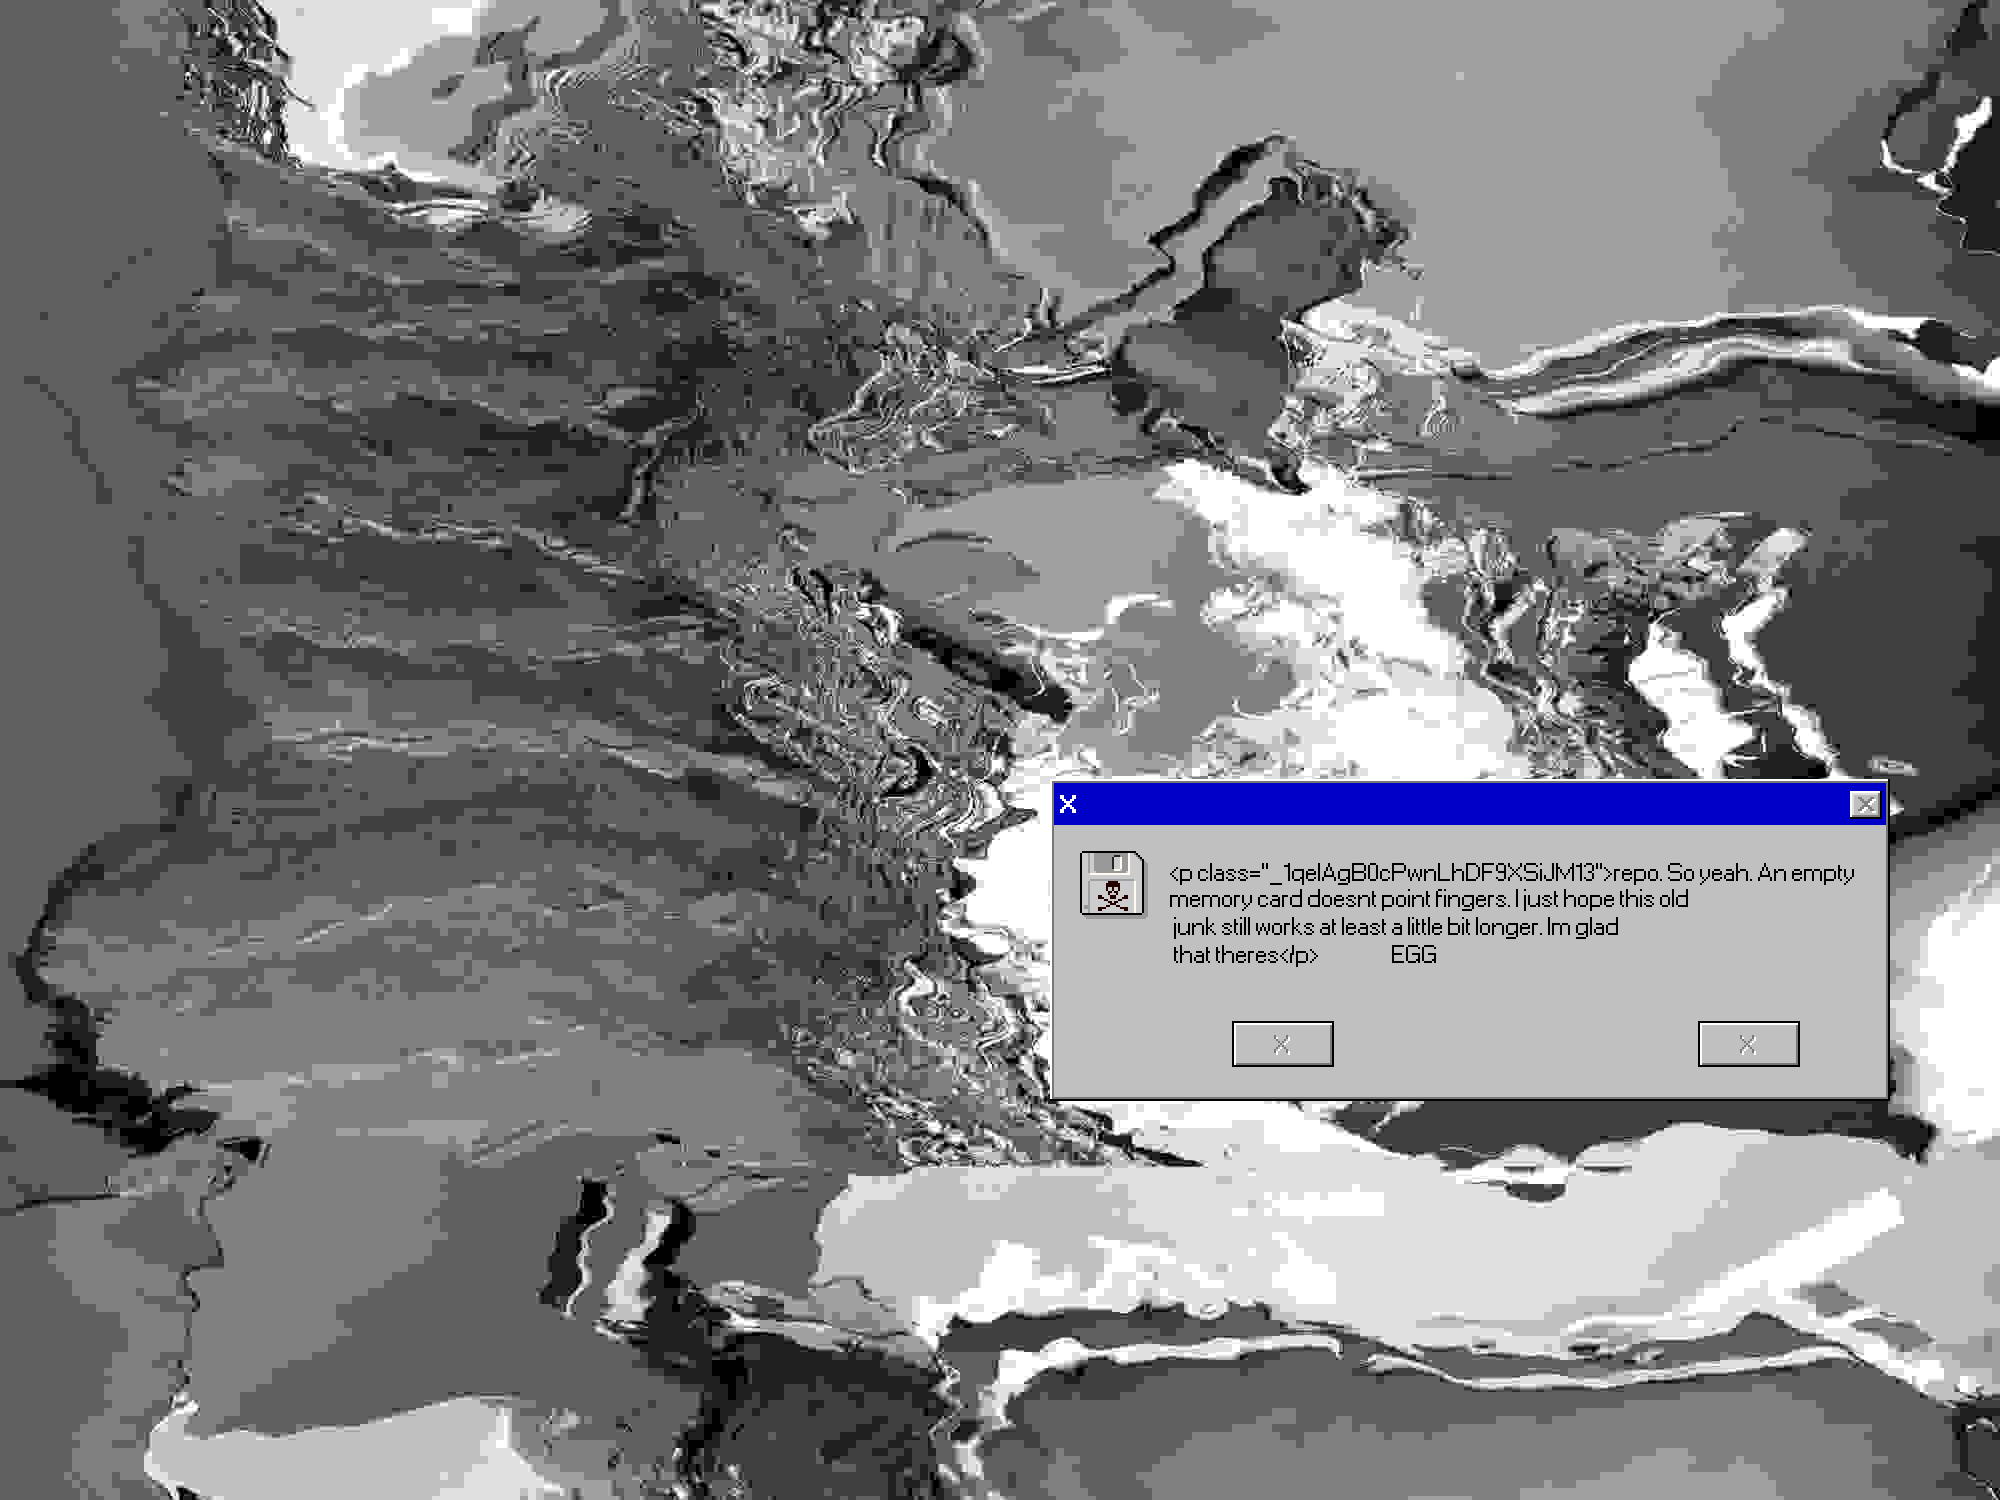 X
<p class="_1qeIAgB0cPwnLhDF9XSiJM13">repo. So yeah. An empty
memory card doesnt point fingers. I just hope this old
junk still works at least a little bit longer. Im glad
that theres</p> EGG
X X